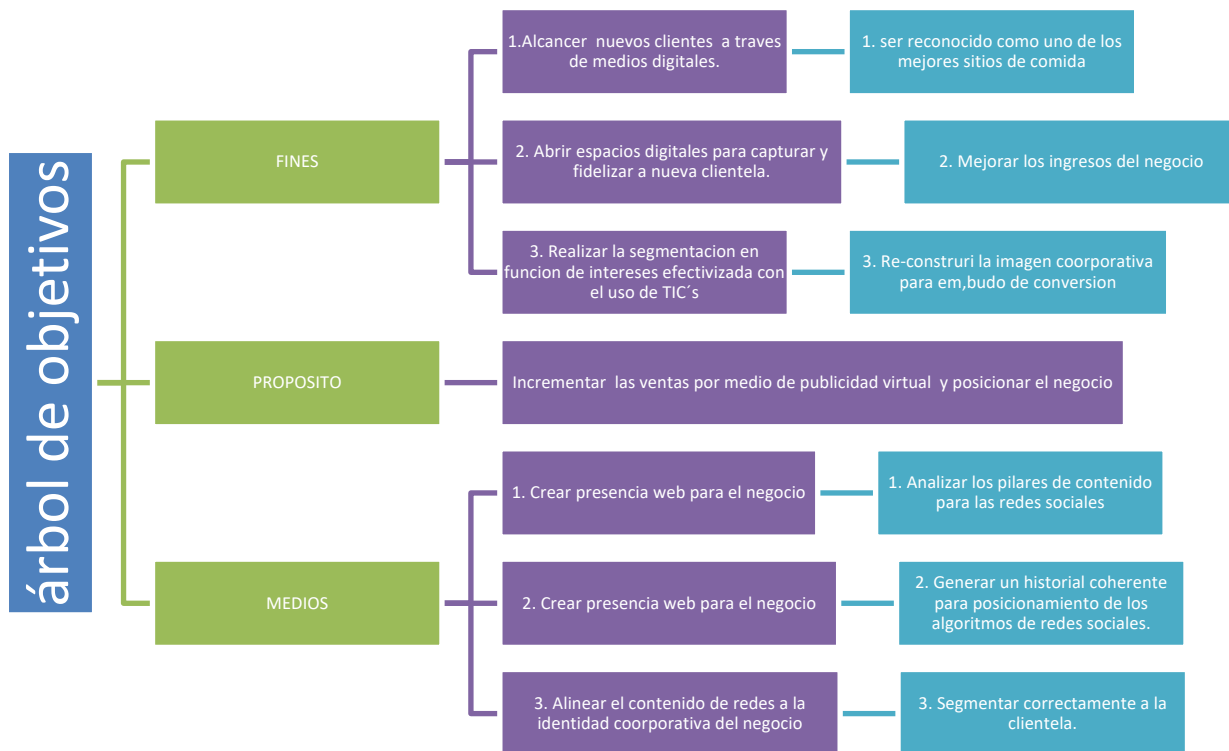 árbol de objetivos
FINES
1.Alcancer nuevos clientes a traves
de medios digitales.
1. ser reconocido como uno de los
mejores sitios de comida
2. Abrir espacios digitales para capturar y
fidelizar a nueva clientela.
2. Mejorar los ingresos del negocio
3. Realizar la segmentacion en
funcion de intereses efectivizada con
el uso de TIC´s
3. Re-construri la imagen coorporativa
para em,budo de conversion
PROPOSITO
Incrementar las ventas por medio de publicidad virtual y posicionar el negocio
MEDIOS
1. Crear presencia web para el negocio
1. Analizar los pilares de contenido
para las redes sociales
2. Crear presencia web para el negocio
2. Generar un historial coherente
para posicionamiento de los
algoritmos de redes sociales.
3. Alinear el contenido de redes a la
identidad coorporativa del negocio
3. Segmentar correctamente a la
clientela.